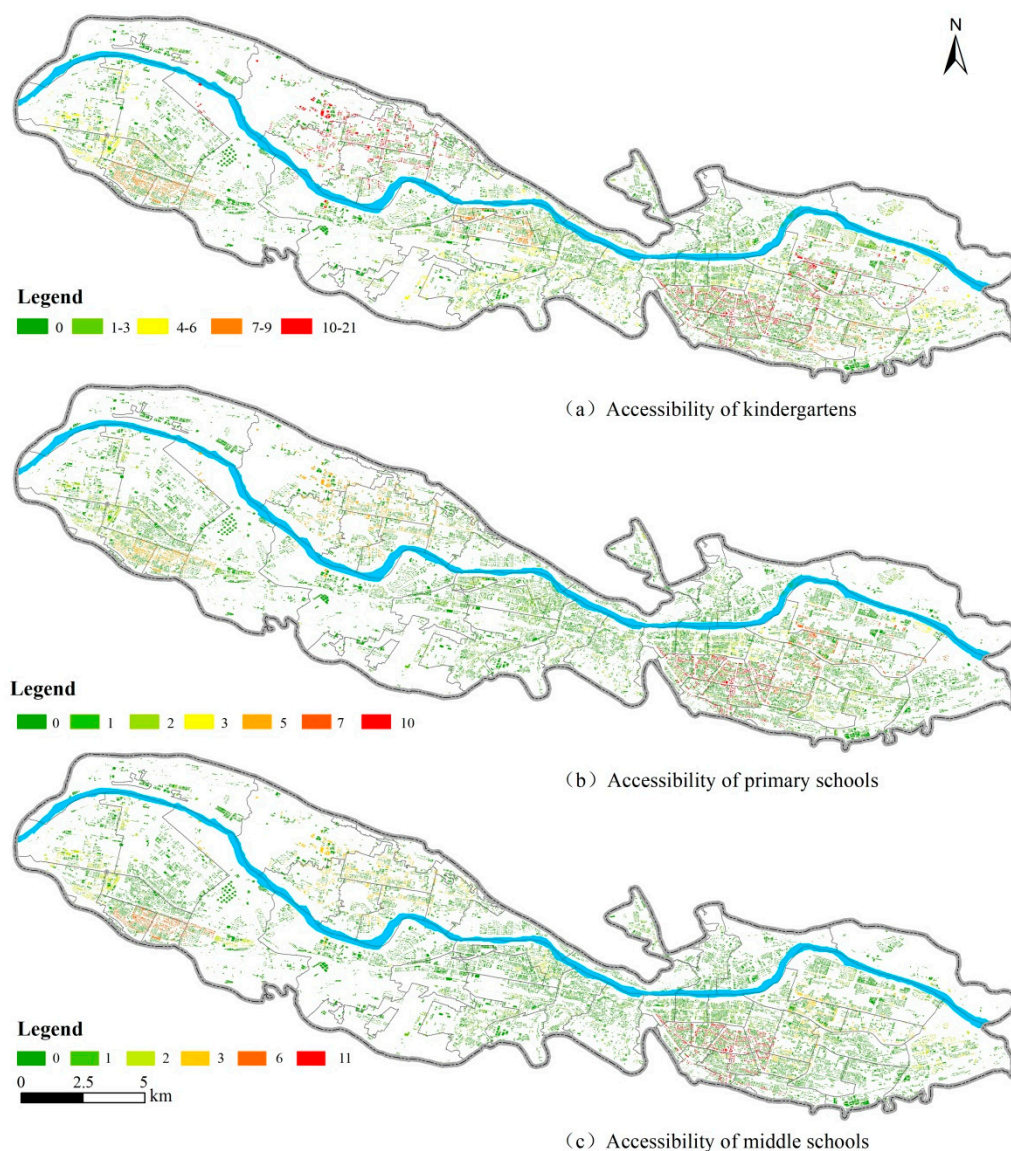 N
Legend
0 1-3 4-6 7-9 10-21
（a）Accessibility of kindergartens
Legend
0 1 2 3 5 7 10
（b）Accessibility of primary schools
Legend
0 1 2 3 6 11
0 2.5 5
km
（c）Accessibility of middle schools